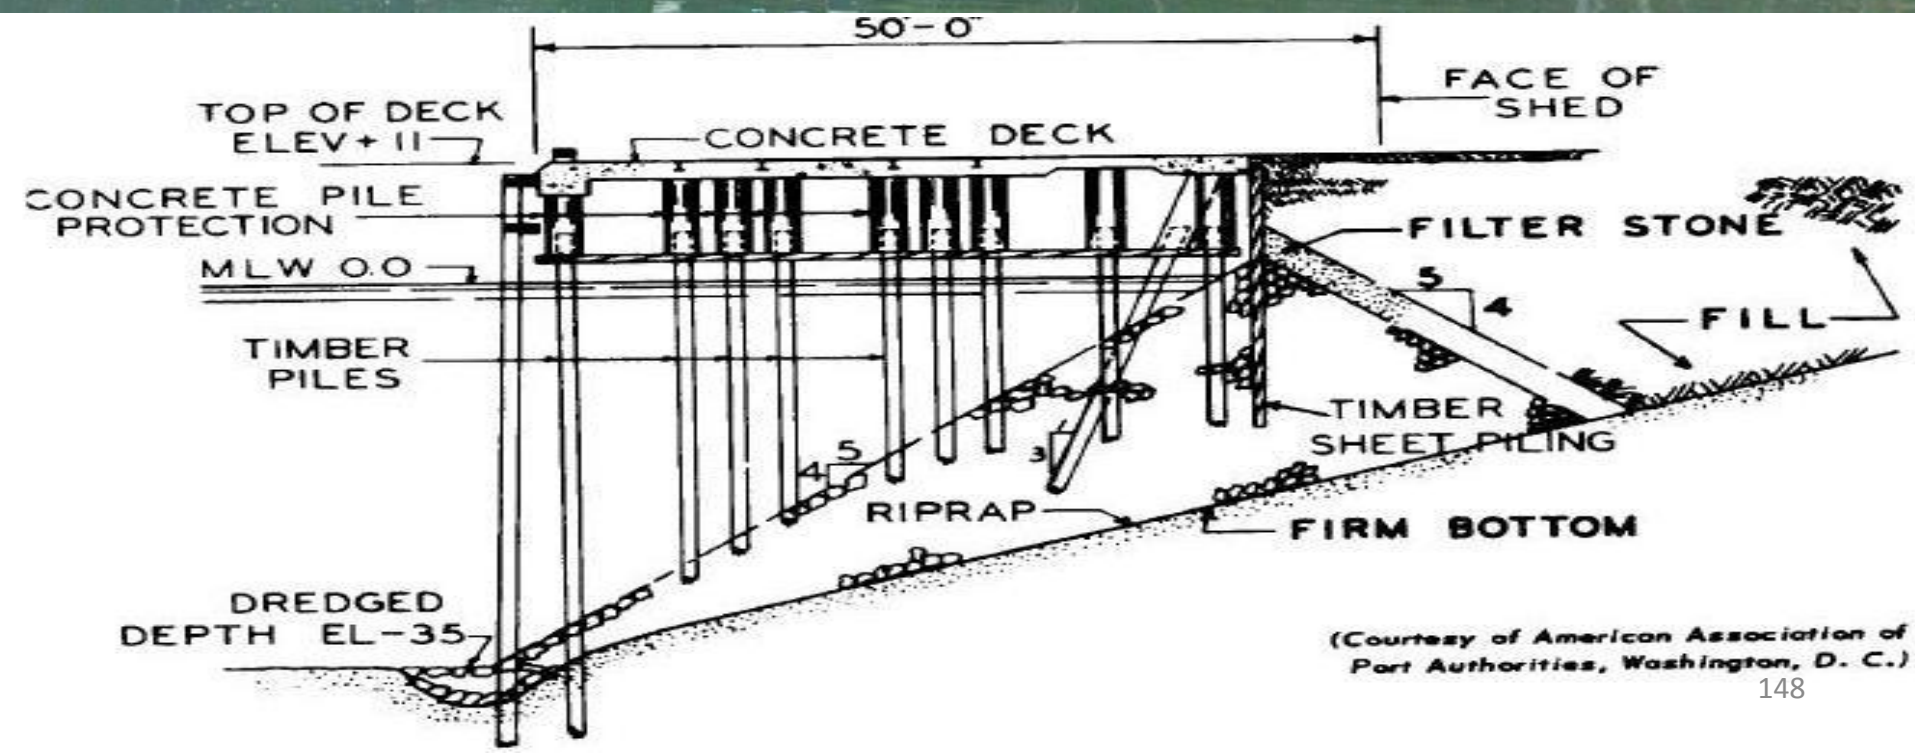 50'-0"
FACE OF
SHED
TOP OF DECK
ELEV+11
CONCRETE DECK
CONCRETE PILE
PROTECTION
FILTER STONE
MLW 0.0
5
4
FILL
TIMBER
PILES
TIMBER
SHEET PILING
3
1
4
5
RIPRAP
FIRM BOTTOM
DREDGED
DEPTH EL-35
(Courtesy of American Association of
Port Authorities, Washington, D. C.)
148